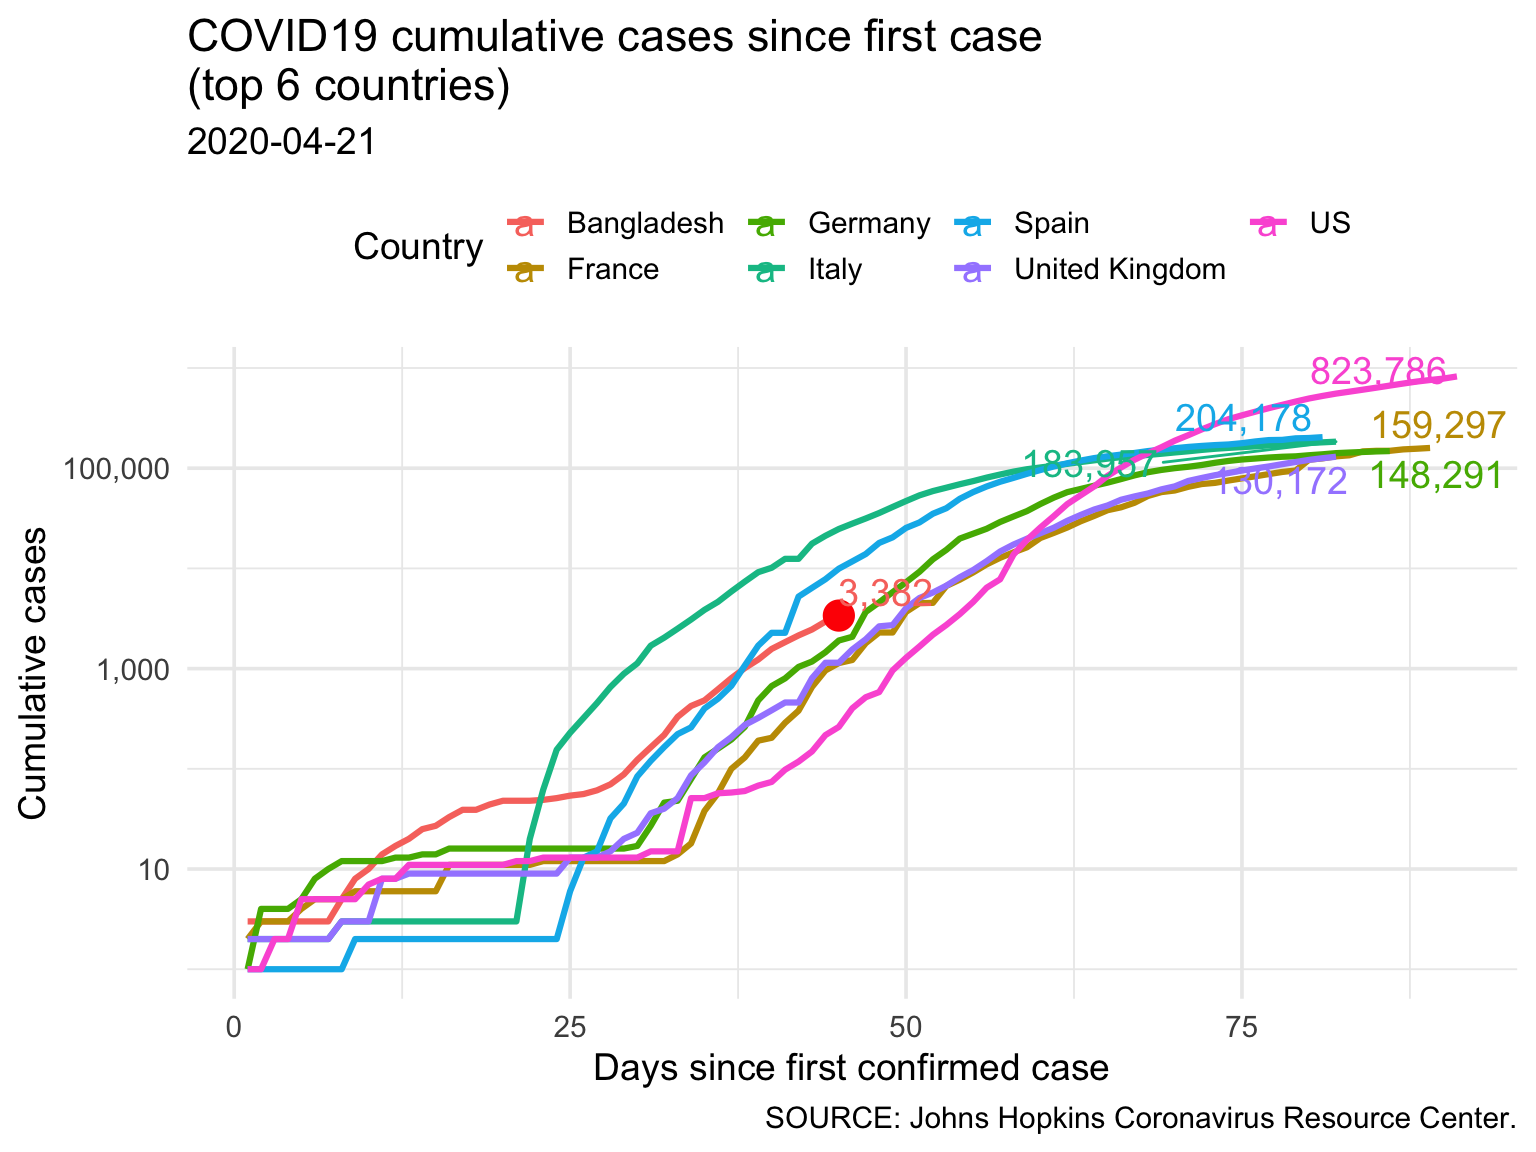 COVID19 cumulative cases since first case
(top 6 countries)
2020-04-21
Country
a Bangladesh a Germany a Spain a US
a France a Italy a United Kingdom
823,786
204,178
159,297
183,957
130,172
148,291
3,382
100,000
1,000
10
Cumulative cases
0 25 50 75
Days since first confirmed case
SOURCE: Johns Hopkins Coronavirus Resource Center.